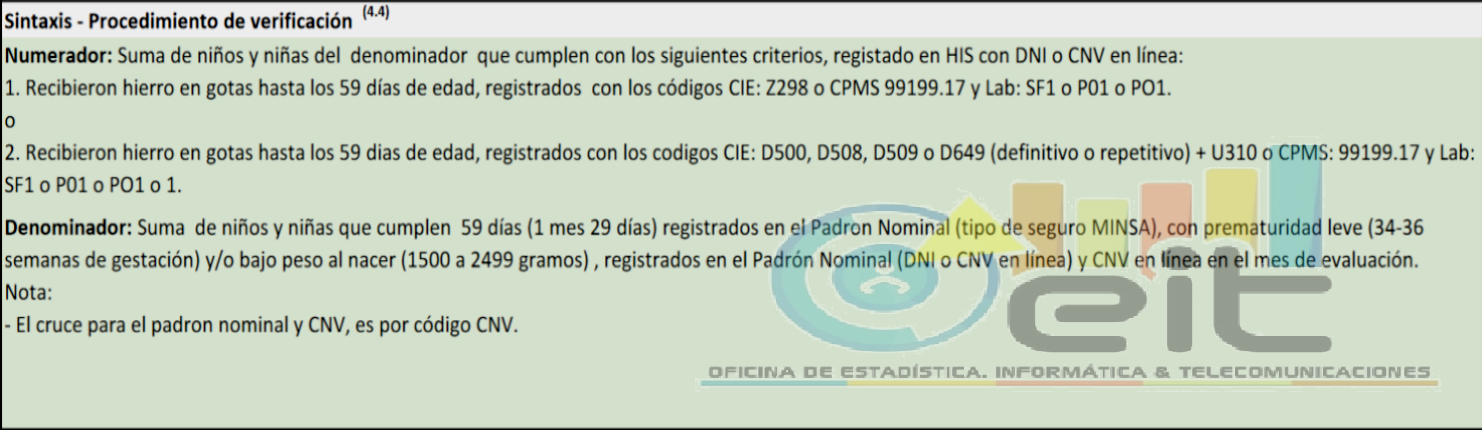 Sintaxis - Procedimiento de verificación (4.4)
Numerador: Suma de niños y niñas del denominador que cumplen con los siguientes criterios, registado en HIS con DNI o CNV en línea:
1. Recibieron hierro en gotas hasta los 59 días de edad, registrados con los códigos CIE: Z298 o CPMS 99199.17 y Lab: SF1 o P01 o PO1.
o
2. Recibieron hierro en gotas hasta los 59 dias de edad, registrados con los codigos CIE: D500, D508, D509 o D649 (definitivo o repetitivo) + U310 o CPMS: 99199.17 y Lab:
SF1 o P01 o PO1 o 1.
Denominador: Suma de niños y niñas que cumplen 59 días (1 mes 29 días) registrados en el Padron Nominal (tipo de seguro MINSA), con prematuridad leve (34-36
semanas de gestación) y/o bajo peso al nacer (1500 a 2499 gramos) , registrados en el Padrón Nominal (DNI o CNV en línea) y CNV en línea en el mes de evaluación.
Nota:
- El cruce para el padron nominal y CNV, es por código CNV.
eit
OFICINA DE ESTADÍSTICA. INFORMÁTICA & TELECOMUNICACIONES